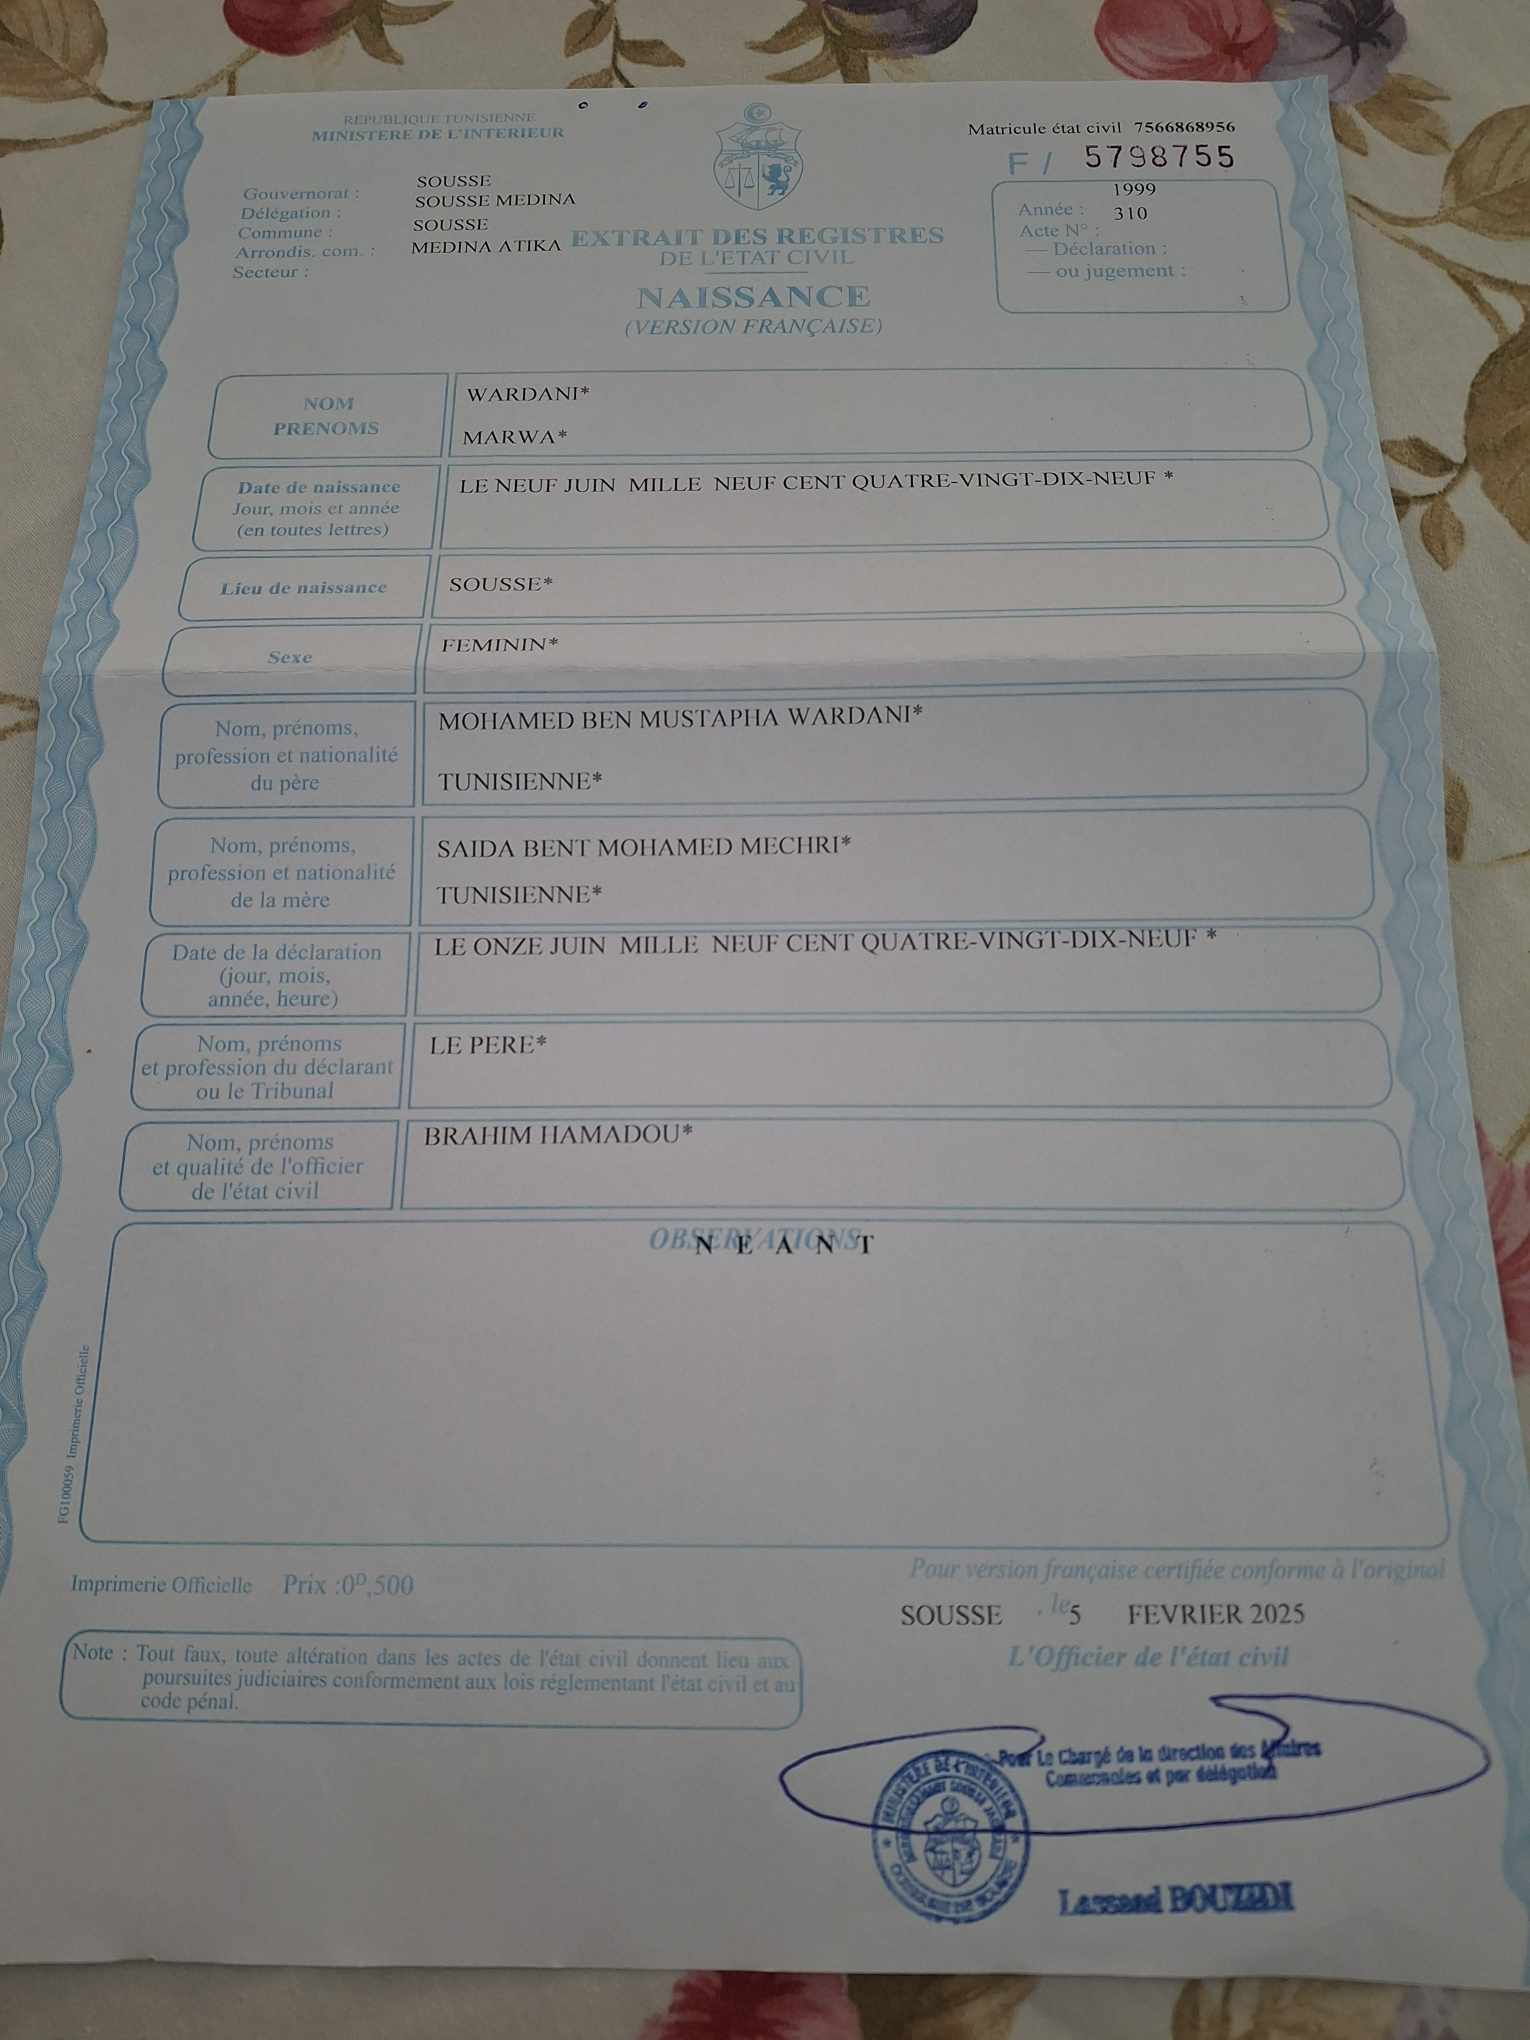 REPUBLIQUE TUNISIENNE
MINISTERE DE L'INTERIEUR
Matricule état civil 7566868956
F / 5798755
Gouvernorat : SOUSSE
Délégation : SOUSSE MEDINA
Commune : SOUSSE
Arrondis. com. : MEDINA ATIKA
Secteur :
EXTRAIT DES REGISTRES
DE L'ETAT CIVIL
NAISSANCE
(VERSION FRANÇAISE)
1999
Année :
310
Acte N° :
— Déclaration :
— ou jugement :
NOM
PRENOMS
WARDANI*
MARWA*
Date de naissance
Jour, mois et année
(en toutes lettres)
LE NEUF JUIN MILLE NEUF CENT QUATRE-VINGT-DIX-NEUF *
Lieu de naissance
SOUSSE*
Sexe
FEMININ*
Nom, prénoms,
profession et nationalité
du père
MOHAMED BEN MUSTAPHA WARDANI*
TUNISIENNE*
Nom, prénoms,
profession et nationalité
de la mère
SAIDA BENT MOHAMED MECHRI*
TUNISIENNE*
Date de la déclaration
(jour, mois,
année, heure)
LE ONZE JUIN MILLE NEUF CENT QUATRE-VINGT-DIX-NEUF *
Nom, prénoms
et profession du déclarant
ou le Tribunal
LE PERE*
Nom, prénoms
et qualité de l'officier
de l'état civil
BRAHIM HAMADOU*
OBSERVATIONS
N E A N T
FG100059 Imprimerie Officielle
Imprimerie Officielle Prix :0ᴰ,500
Pour version française certifiée conforme à l'original
SOUSSE , le 5 FEVRIER 2025
L'Officier de l'état civil
Note : Tout faux, toute altération dans les actes de l'état civil donnent lieu aux
poursuites judiciaires conformement aux lois réglementant l'état civil et au
code pénal.
Pour Le Chargé de la direction des Affaires
Communales et par délégation
MINISTERE DE L'INTERIEUR
Lassaad BOUZIDI